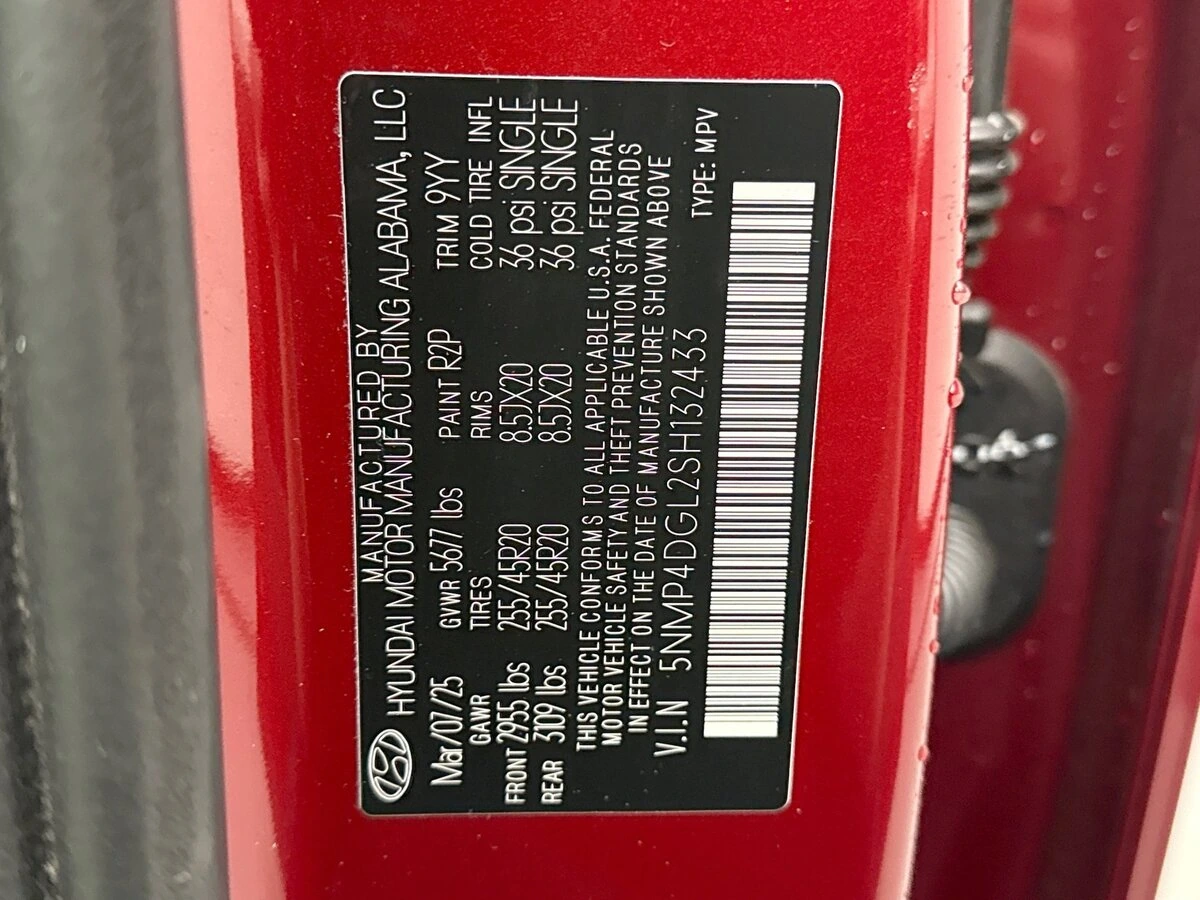 MANUFACTURED BY
HYUNDAI MOTOR MANUFACTURING ALABAMA, LLC
Mar/07/25 GVWR 5677 lbs PAINT R2P TRIM 9YY
GAWR TIRES RIMS COLD TIRE INFL
FRONT 2955 lbs 255/45R20 8.5JX20 36 psi SINGLE
REAR 3109 lbs 255/45R20 8.5JX20 36 psi SINGLE
THIS VEHICLE CONFORMS TO ALL APPLICABLE U.S.A. FEDERAL
MOTOR VEHICLE SAFETY AND THEFT PREVENTION STANDARDS
IN EFFECT ON THE DATE OF MANUFACTURE SHOWN ABOVE
V.I.N 5NMP4DGL2SH132433 TYPE: MPV